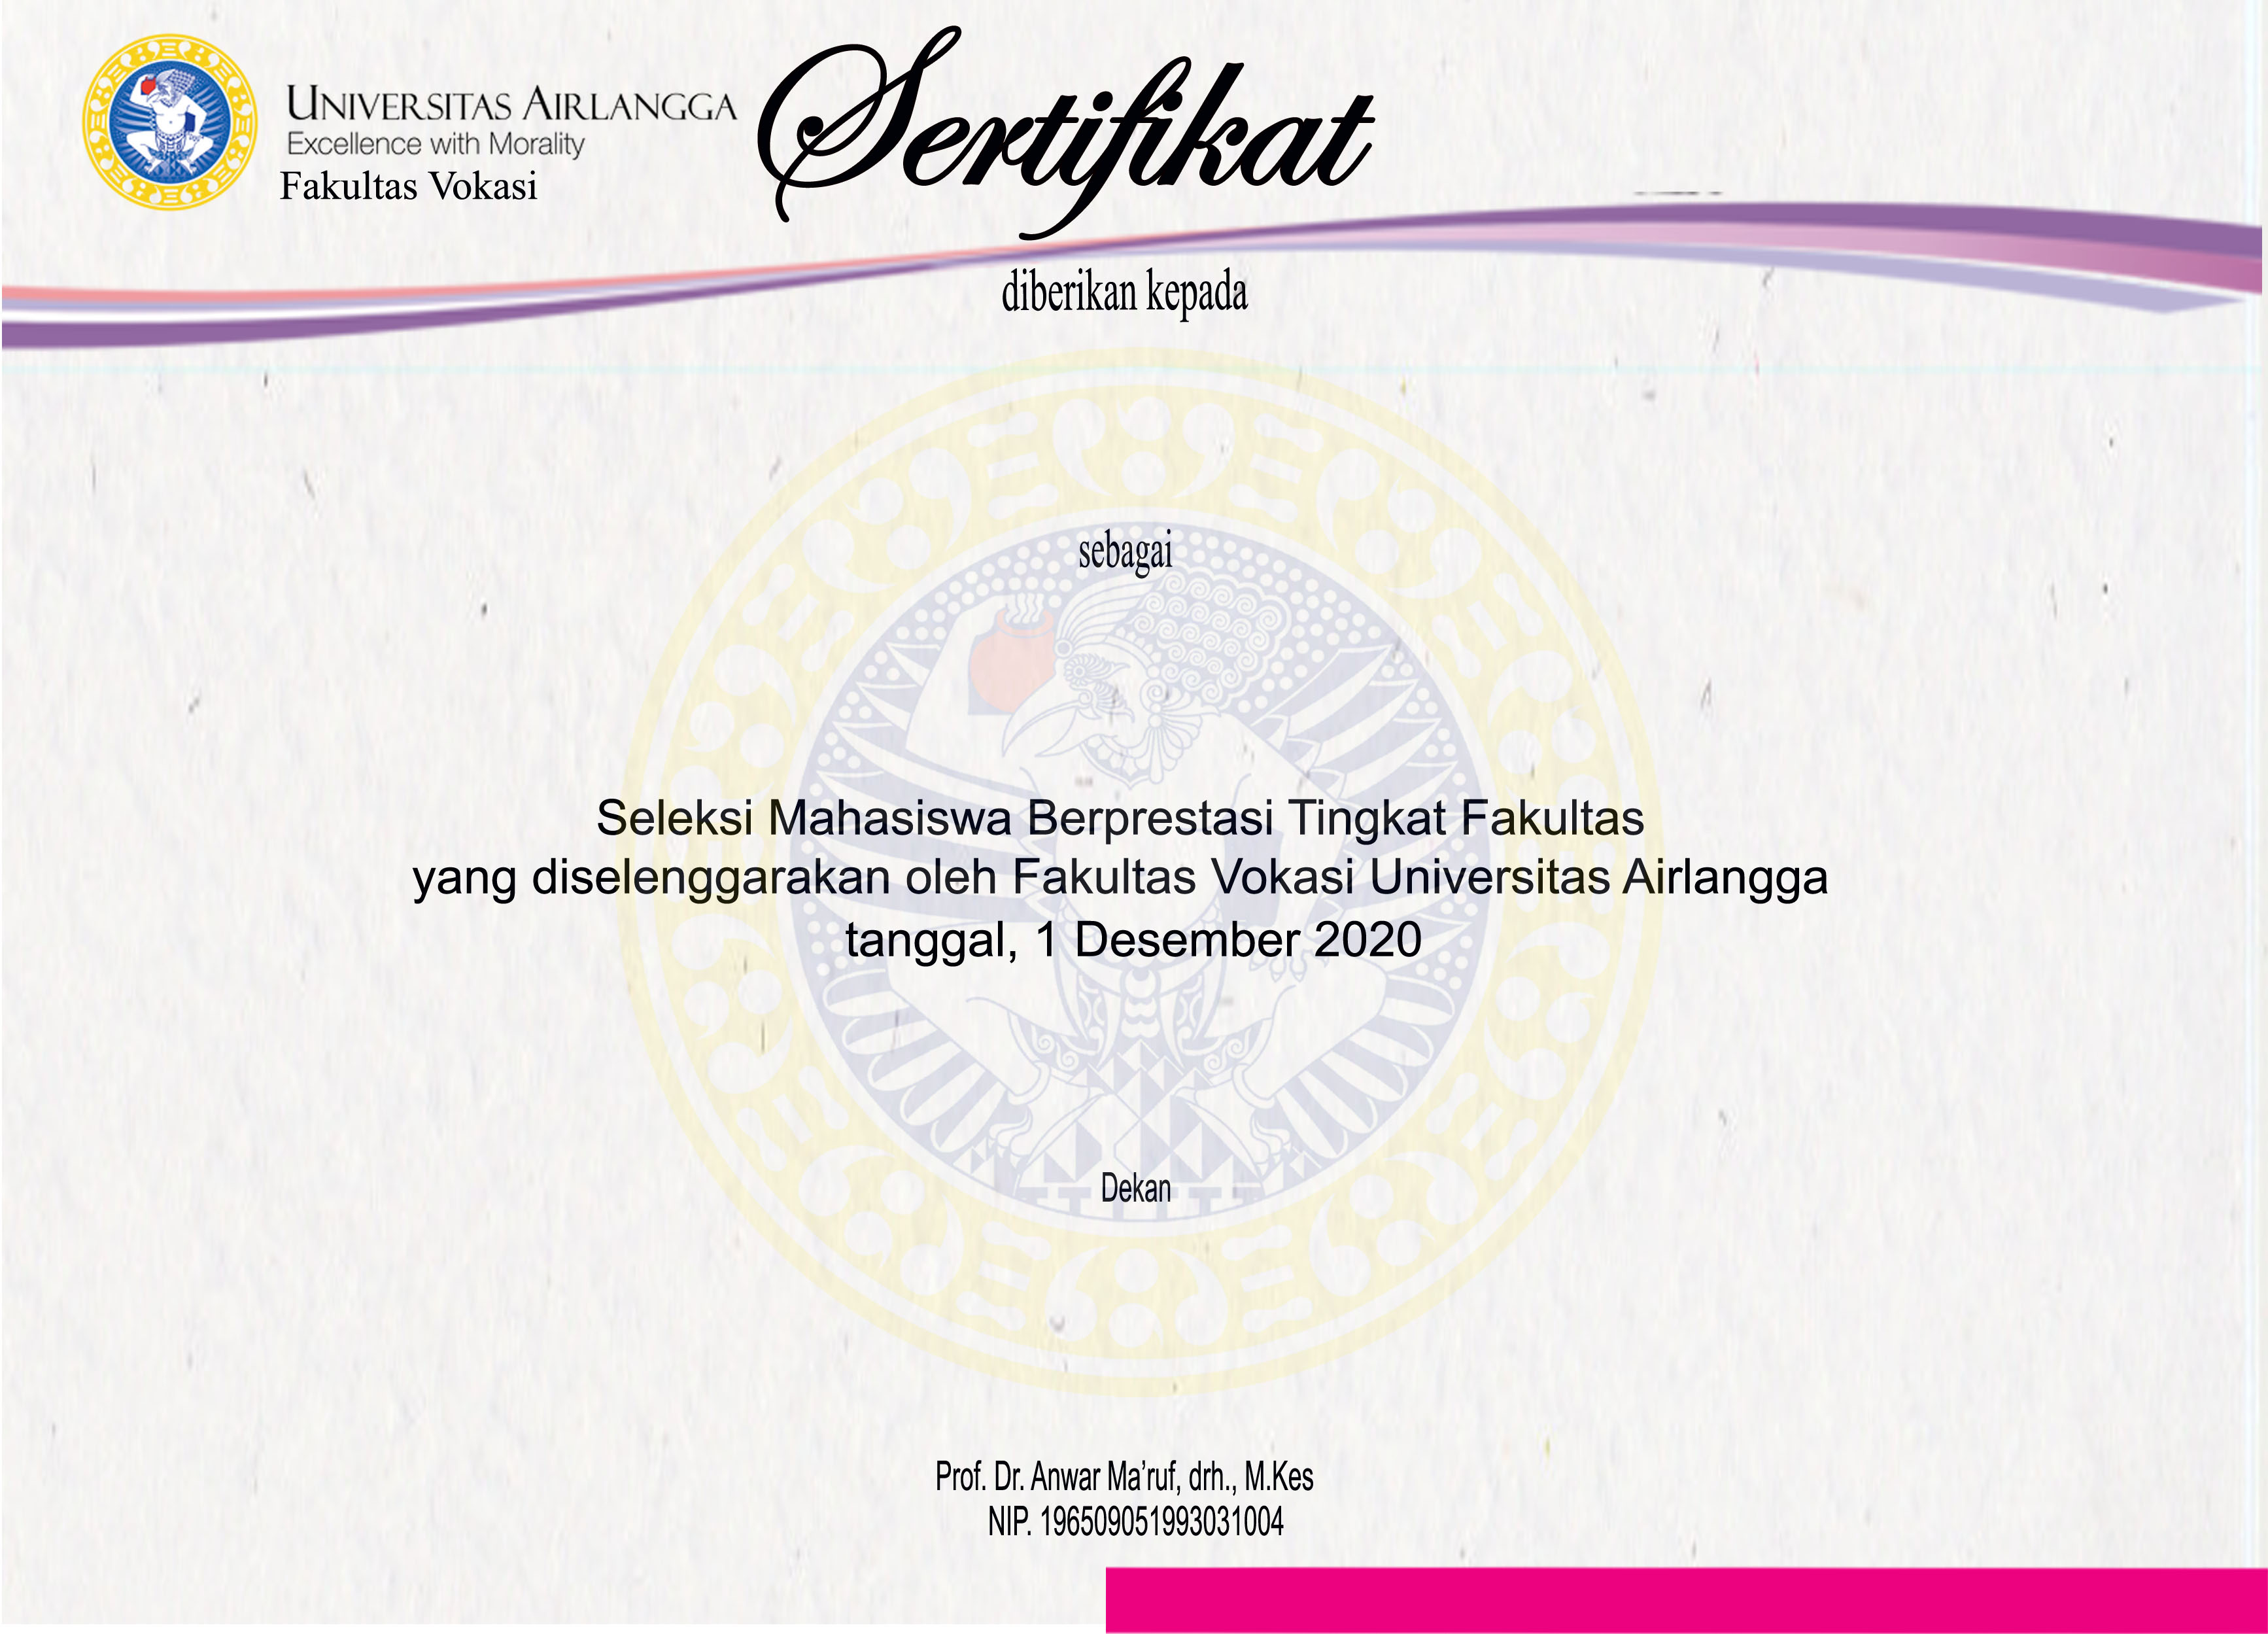 UNIVERSITAS AIRLANGGA
Excellence with Morality
Fakultas Vokasi
Sertifikat
diberikan kepada
sebagai
Seleksi Mahasiswa Berprestasi Tingkat Fakultas
yang diselenggarakan oleh Fakultas Vokasi Universitas Airlangga
tanggal, 1 Desember 2020
Dekan
Prof. Dr. Anwar Ma’ruf, drh., M.Kes
NIP. 196509051993031004